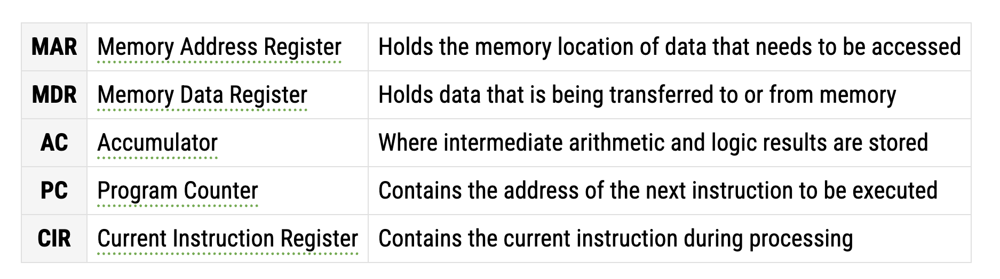 MAR Memory Address Register Holds the memory location of data that needs to be accessed
MDR Memory Data Register Holds data that is being transferred to or from memory
AC Accumulator Where intermediate arithmetic and logic results are stored
PC Program Counter Contains the address of the next instruction to be executed
CIR Current Instruction Register Contains the current instruction during processing